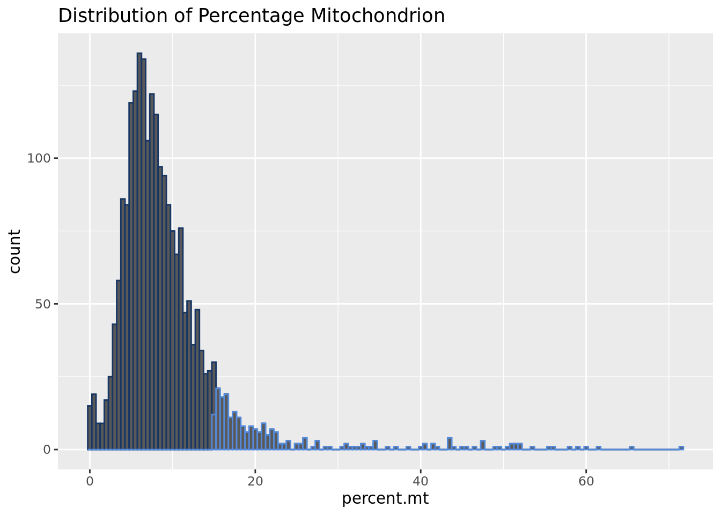 Distribution of Percentage Mitochondrion
100
50
0
count
0 20 40 60
percent.mt